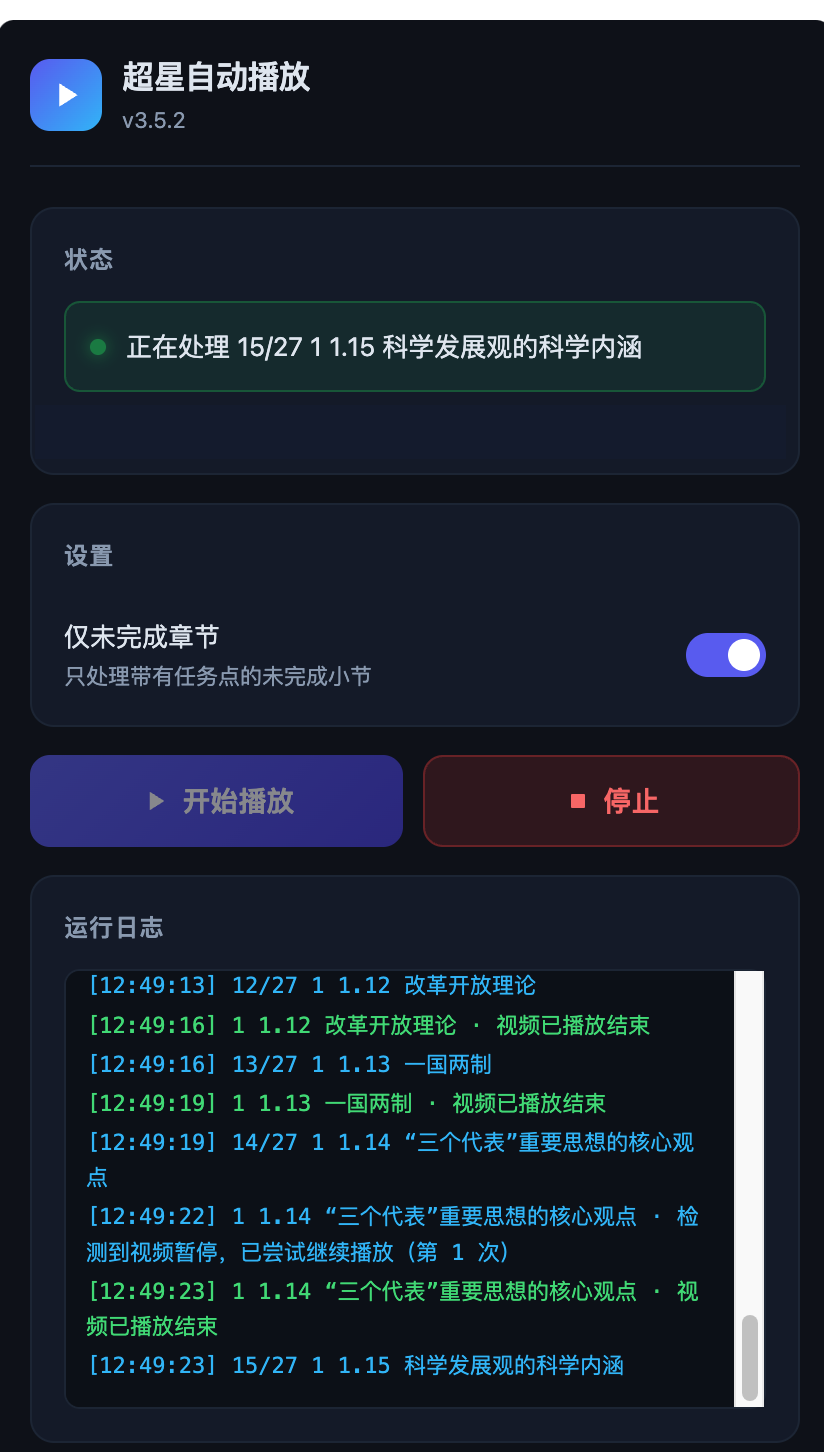 超星自动播放
v3.5.2
状态
正在处理 15/27 1 1.15 科学发展观的科学内涵
设置
仅未完成章节
只处理带有任务点的未完成小节
开始播放
停止
运行日志
[12:49:13] 12/27 1 1.12 改革开放理论
[12:49:16] 1 1.12 改革开放理论 · 视频已播放结束
[12:49:16] 13/27 1 1.13 一国两制
[12:49:19] 1 1.13 一国两制 · 视频已播放结束
[12:49:19] 14/27 1 1.14 “三个代表”重要思想的核心观
点
[12:49:22] 1 1.14 “三个代表”重要思想的核心观点 · 检
测到视频暂停，已尝试继续播放（第 1 次）
[12:49:23] 1 1.14 “三个代表”重要思想的核心观点 · 视
频已播放结束
[12:49:23] 15/27 1 1.15 科学发展观的科学内涵